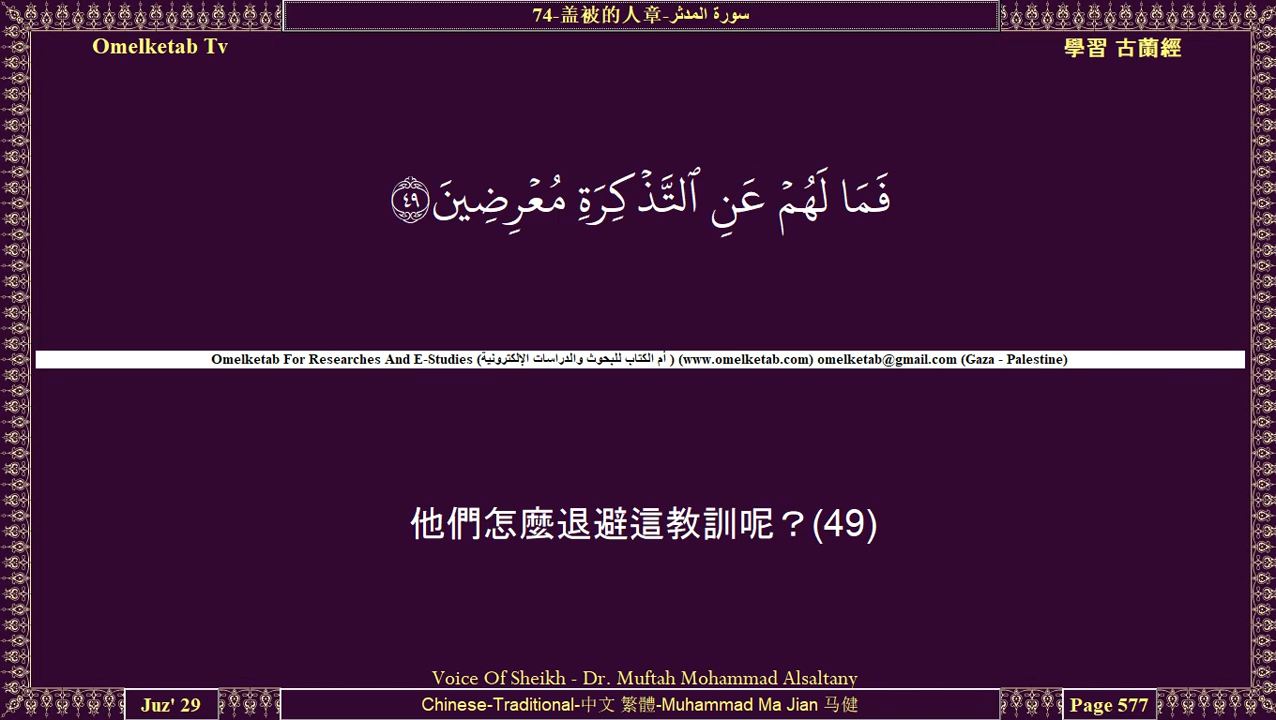 74-盖被的人章-سورة المدثر
Omelketab Tv
學習 古蘭經
فَمَا لَهُمۡ عَنِ ٱلتَّذۡكِرَةِ مُعۡرِضِينَ ٤٩
Omelketab For Researches And E-Studies (أم الكتاب للبحوث والدراسات الإلكترونية ) (www.omelketab.com) omelketab@gmail.com (Gaza - Palestine)
他們怎麼退避這教訓呢？(49)
Voice Of Sheikh - Dr. Muftah Mohammad Alsaltany
Juz' 29
Chinese-Traditional-中文 繁體-Muhammad Ma Jian 马健
Page 577